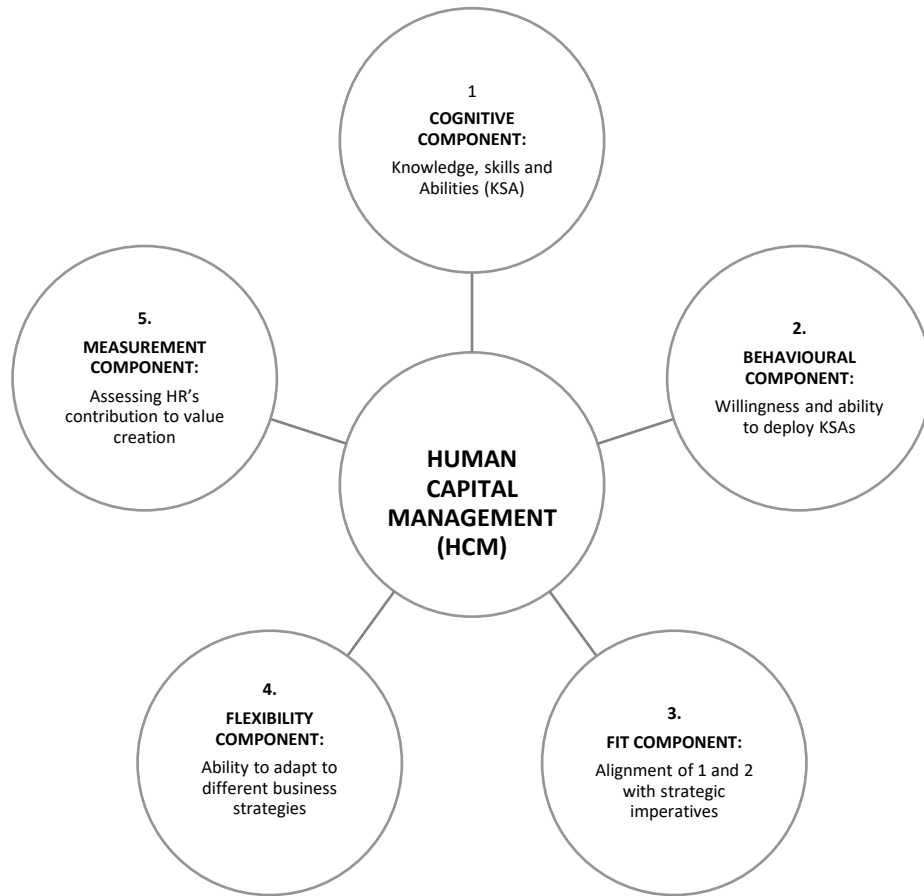 1
COGNITIVE
COMPONENT:
Knowledge, skills and
Abilities (KSA)
2.
BEHAVIOURAL
COMPONENT:
Willingness and ability
to deploy KSAs
3.
FIT COMPONENT:
Alignment of 1 and 2
with strategic
imperatives
4.
FLEXIBILITY
COMPONENT:
Ability to adapt to
different business
strategies
5.
MEASUREMENT
COMPONENT:
Assessing HR’s
contribution to value
creation
HUMAN
CAPITAL
MANAGEMENT
(HCM)